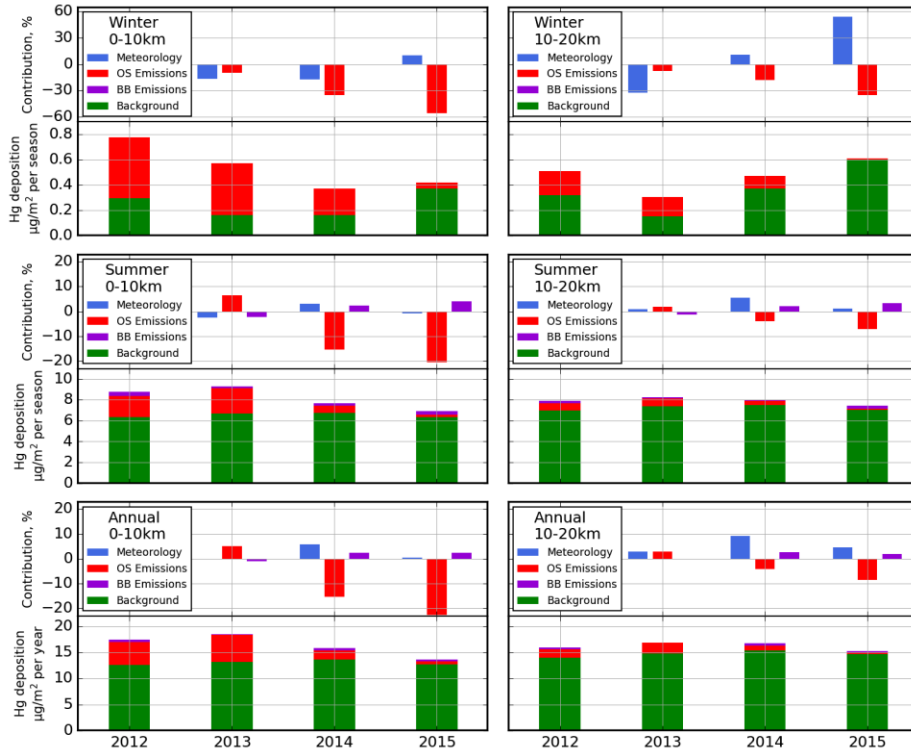 Contribution, %
60
30
0
−30
−60
Winter
0-10km
Meteorology
OS Emissions
BB Emissions
Background
Winter
10-20km
Meteorology
OS Emissions
BB Emissions
Background
Hg deposition
µg/m² per season
0.8
0.6
0.4
0.2
0.0
Contribution, %
20
10
0
−10
−20
Summer
0-10km
Meteorology
OS Emissions
BB Emissions
Background
Summer
10-20km
Meteorology
OS Emissions
BB Emissions
Background
Hg deposition
µg/m² per season
10
8
6
4
2
0
Contribution, %
20
10
0
−10
−20
Annual
0-10km
Meteorology
OS Emissions
BB Emissions
Background
Annual
10-20km
Meteorology
OS Emissions
BB Emissions
Background
Hg deposition
µg/m² per year
20
15
10
5
0
2012 2013 2014 2015
2012 2013 2014 2015